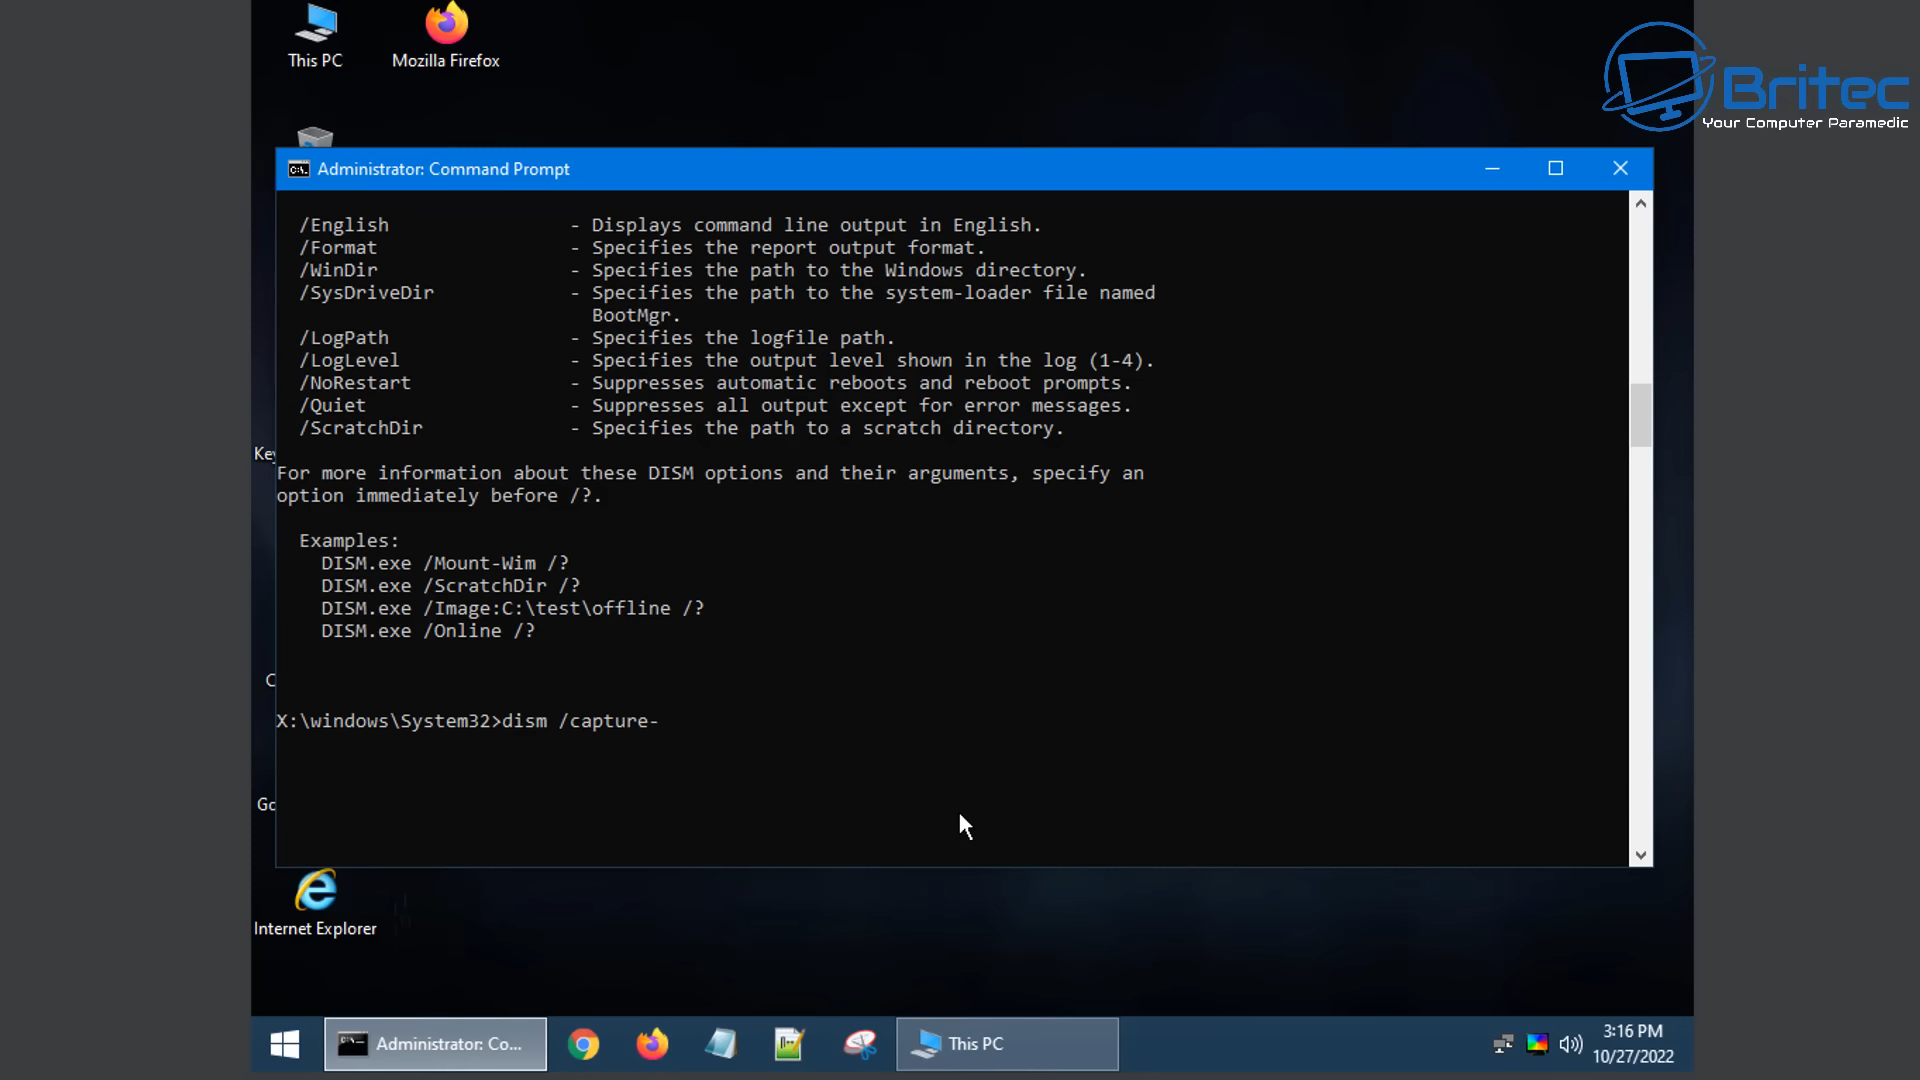 This PC
Mozilla Firefox
Britec
Your Computer Paramedic
Administrator: Command Prompt
/English - Displays command line output in English.
/Format - Specifies the report output format.
/WinDir - Specifies the path to the Windows directory.
/SysDriveDir - Specifies the path to the system-loader file named
BootMgr.
/LogPath - Specifies the logfile path.
/LogLevel - Specifies the output level shown in the log (1-4).
/NoRestart - Suppresses automatic reboots and reboot prompts.
/Quiet - Suppresses all output except for error messages.
/ScratchDir - Specifies the path to a scratch directory.
Key
For more information about these DISM options and their arguments, specify an
option immediately before /?.
Examples:
DISM.exe /Mount-Wim /?
DISM.exe /ScratchDir /?
DISM.exe /Image:C:\test\offline /?
DISM.exe /Online /?
C
X:\windows\System32>dism /capture-
Go
Internet Explorer
Administrator: Co...
This PC
3:16 PM
10/27/2022